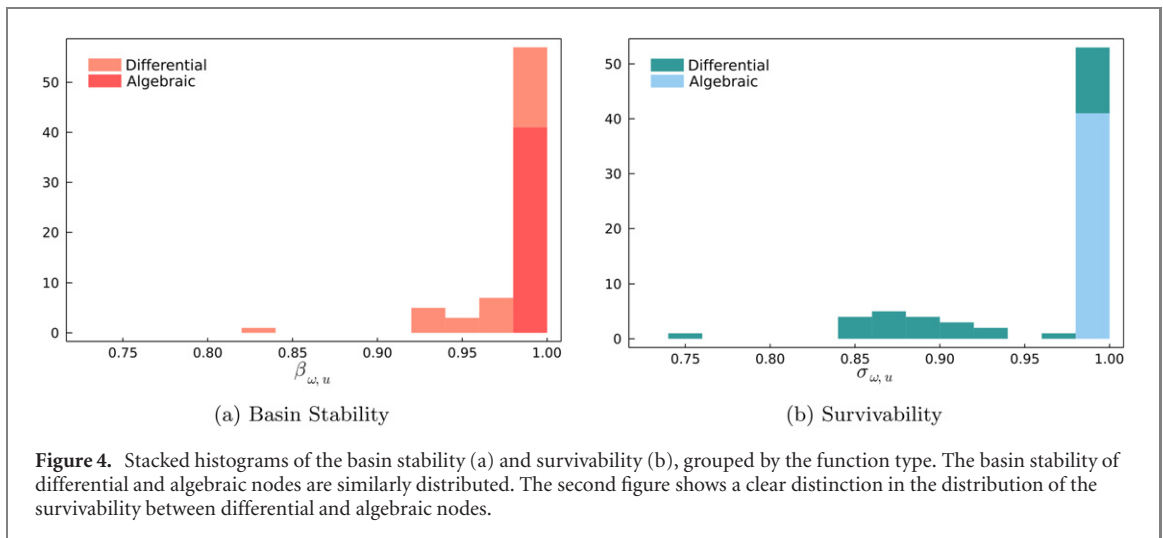 Differential
Algebraic
50
40
30
20
10
0
0.75 0.80 0.85 0.90 0.95 1.00
β ω, u
(a) Basin Stability
Differential
Algebraic
50
40
30
20
10
0
0.75 0.80 0.85 0.90 0.95 1.00
σ ω, u
(b) Survivability
Figure 4. Stacked histograms of the basin stability (a) and survivability (b), grouped by the function type. The basin stability of
differential and algebraic nodes are similarly distributed. The second figure shows a clear distinction in the distribution of the
survivability between differential and algebraic nodes.